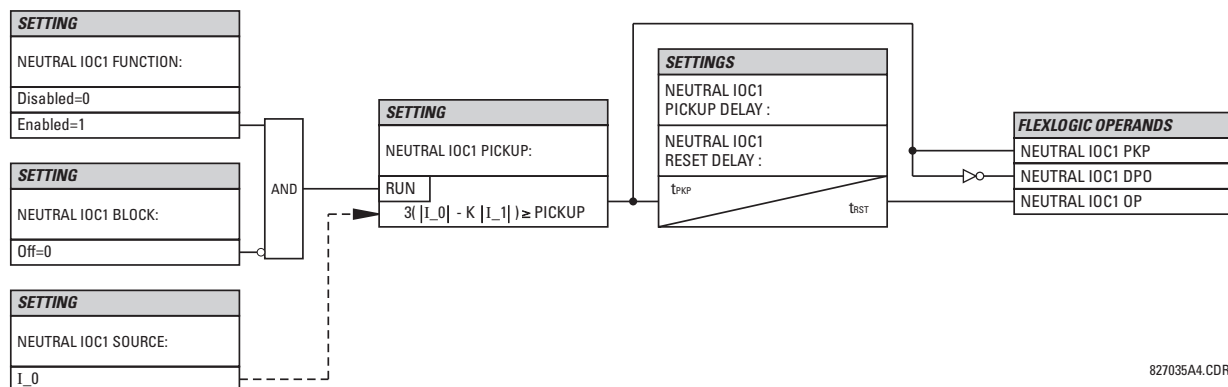 SETTING
NEUTRAL IOC1 FUNCTION:
Disabled=0
Enabled=1
SETTING
NEUTRAL IOC1 BLOCK:
Off=0
SETTING
NEUTRAL IOC1 SOURCE:
I_0
AND
SETTING
NEUTRAL IOC1 PICKUP:
RUN
3( |I_0| - K |I_1| ) ≥ PICKUP
SETTINGS
NEUTRAL IOC1
PICKUP DELAY :
NEUTRAL IOC1
RESET DELAY :
tPKP
tRST
FLEXLOGIC OPERANDS
NEUTRAL IOC1 PKP
NEUTRAL IOC1 DPO
NEUTRAL IOC1 OP
827035A4.CDR